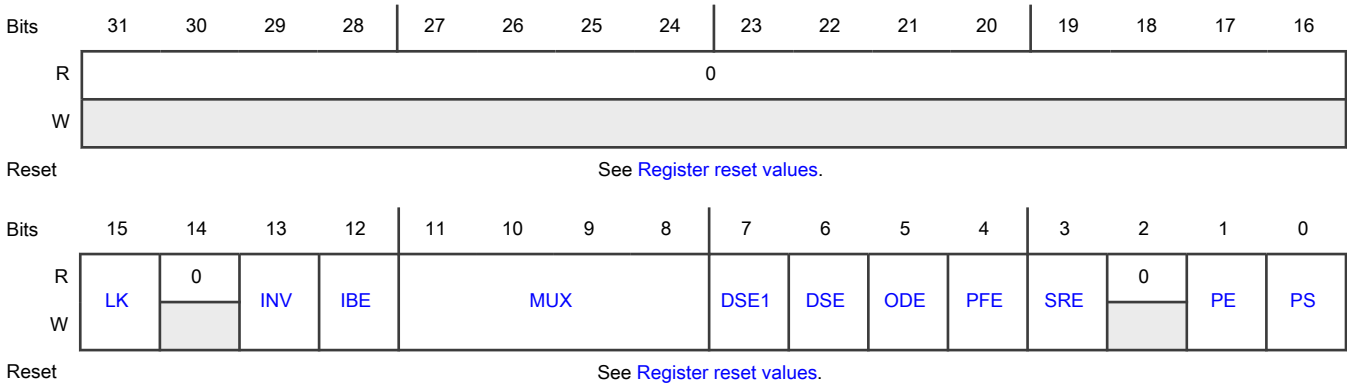 Bits 31 30 29 28 27 26 25 24 23 22 21 20 19 18 17 16
R 0
W
Reset See Register reset values.
Bits 15 14 13 12 11 10 9 8 7 6 5 4 3 2 1 0
R 0 0
LK INV IBE MUX DSE1 DSE ODE PFE SRE PE PS
W
Reset See Register reset values.